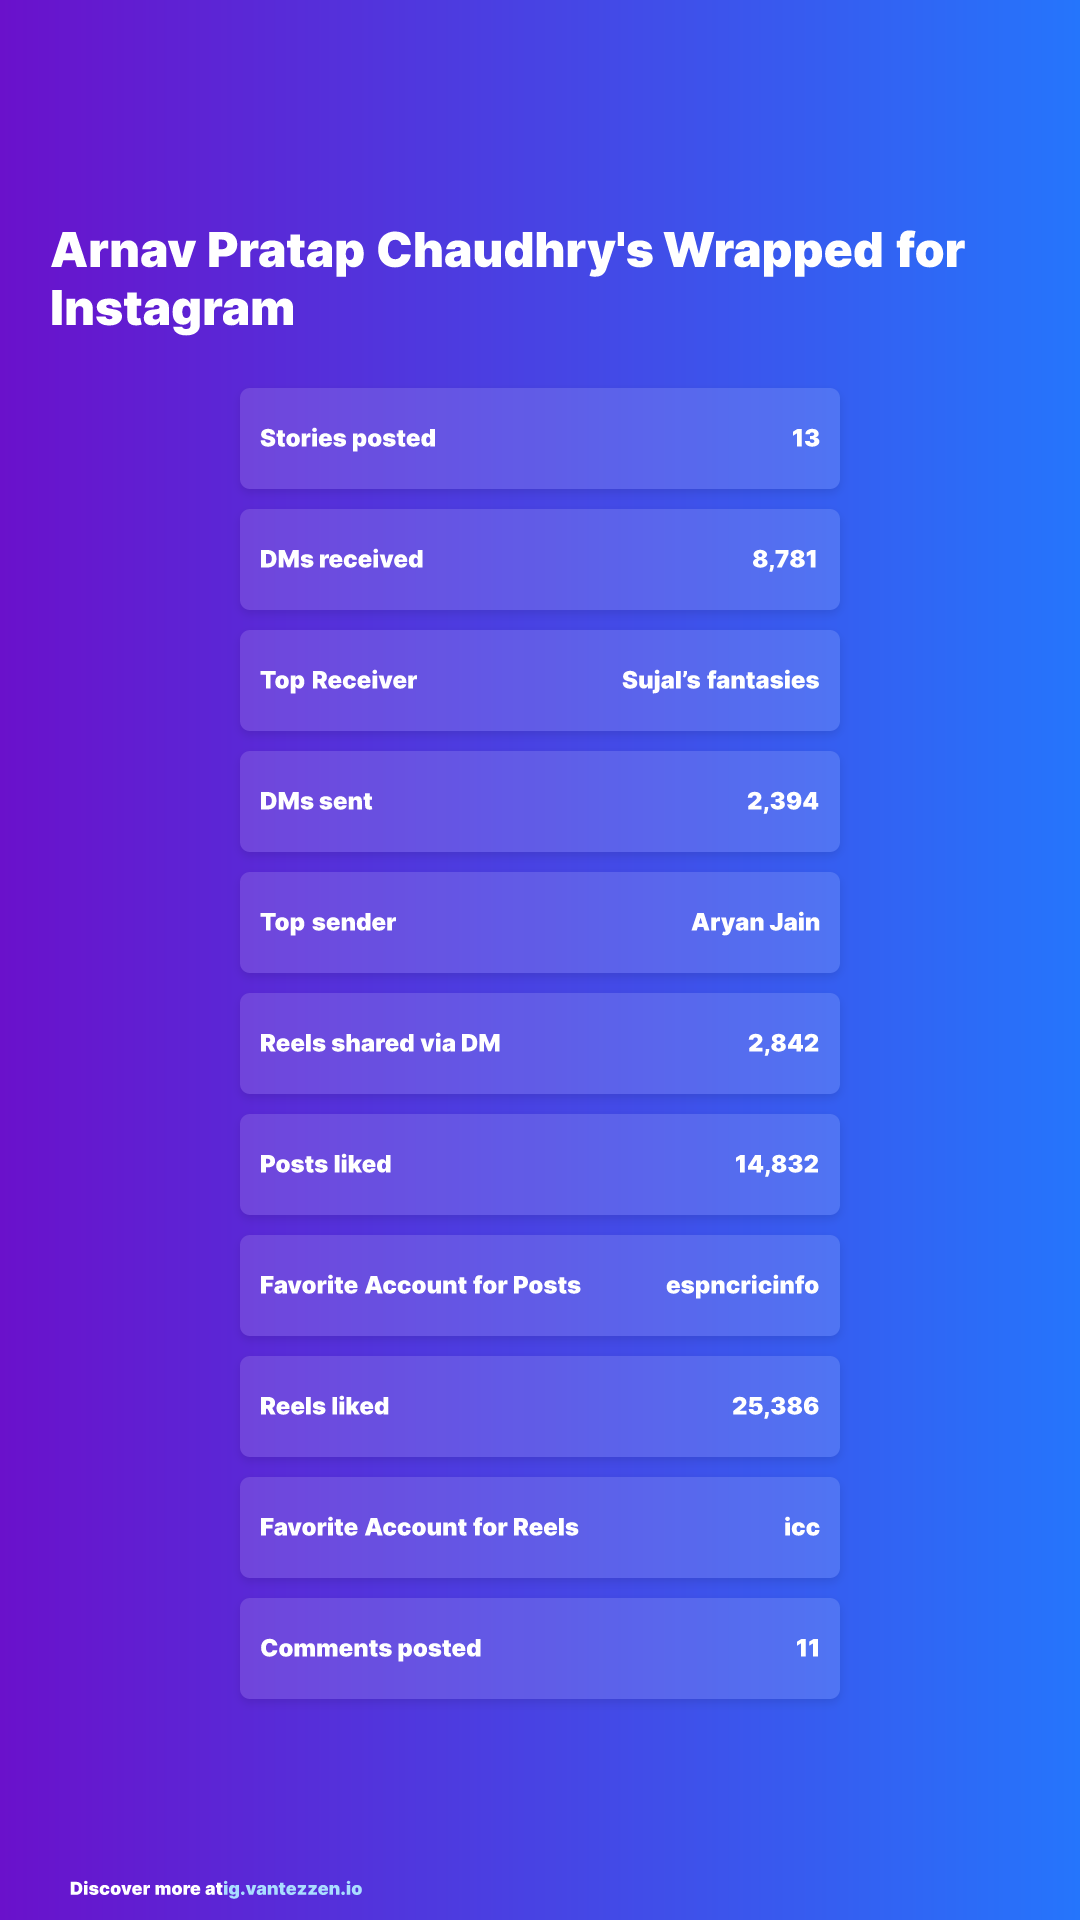 Arnav Pratap Chaudhry's Wrapped for
Instagram
Stories posted 13
DMs received 8,781
Top Receiver Sujal’s fantasies
DMs sent 2,394
Top sender Aryan Jain
Reels shared via DM 2,842
Posts liked 14,832
Favorite Account for Posts espncricinfo
Reels liked 25,386
Favorite Account for Reels icc
Comments posted 11
Discover more atig.vantezzen.io